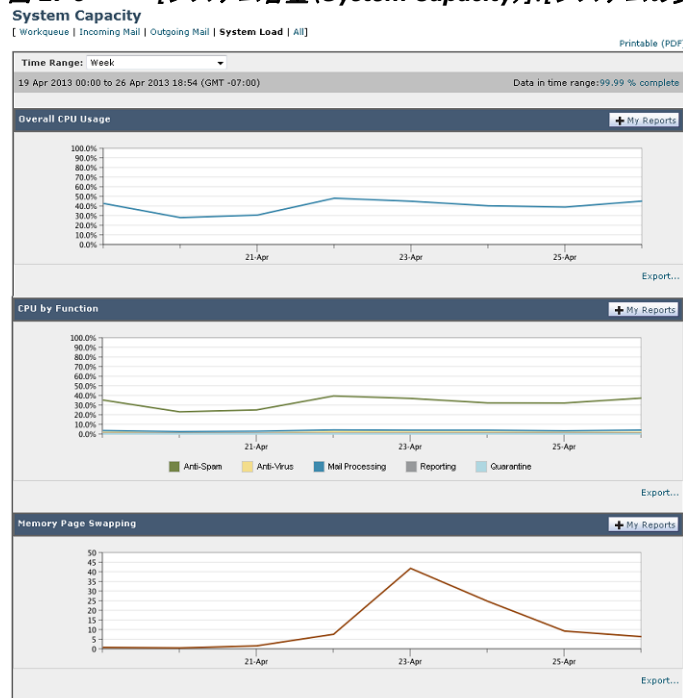 System Capacity
[ Workqueue | Incoming Mail | Outgoing Mail | System Load | All]
Printable (PDF)
Time Range: Week
19 Apr 2013 00:00 to 26 Apr 2013 18:54 (GMT -07:00) Data in time range:99.99 % complete
Overall CPU Usage My Reports
100.0%
90.0%
80.0%
70.0%
60.0%
50.0%
40.0%
30.0%
20.0%
10.0%
0.0%
21-Apr 23-Apr 25-Apr
Export...
CPU by Function My Reports
100.0%
90.0%
80.0%
70.0%
60.0%
50.0%
40.0%
30.0%
20.0%
10.0%
0.0%
21-Apr 23-Apr 25-Apr
Anti-Spam Anti-Virus Mail Processing Reporting Quarantine
Export...
Memory Page Swapping My Reports
50
45
40
35
30
25
20
15
10
5
0
21-Apr 23-Apr 25-Apr
Export...